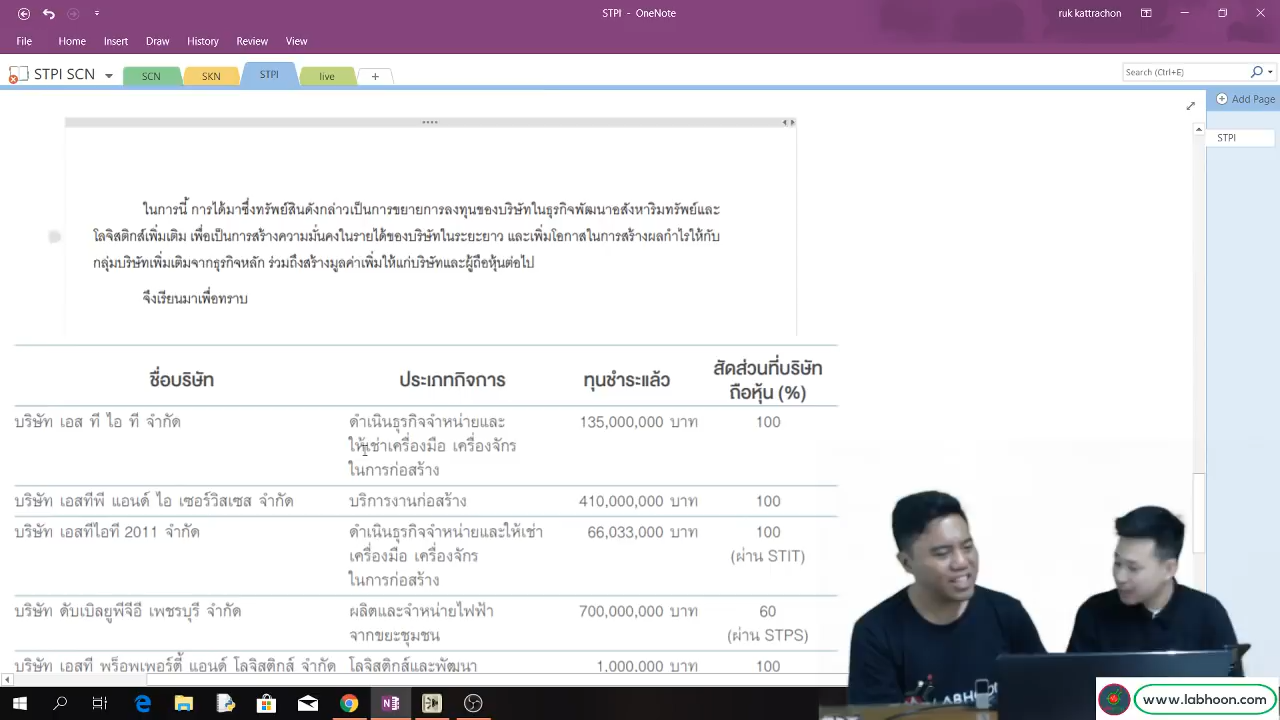 STPI - OneNote
ruk kattrachon
File Home Insert Draw History Review View
STPI SCN SCN SKN STPI live + Search (Ctrl+E)
Add Page
STPI
ในการนี้ การได้มาซึ่งทรัพย์สินดังกล่าวเป็นการขยายการลงทุนของบริษัทในธุรกิจพัฒนาอสังหาริมทรัพย์และ
โลจิสติกส์เพิ่มเติม เพื่อเป็นการสร้างความมั่นคงในรายได้ของบริษัทในระยะยาว และเพิ่มโอกาสในการสร้างผลกำไรให้กับ
กลุ่มบริษัทเพิ่มเติมจากธุรกิจหลัก ร่วมถึงสร้างมูลค่าเพิ่มให้แก่บริษัทและผู้ถือหุ้นต่อไป
จึงเรียนมาเพื่อทราบ
ชื่อบริษัท ประเภทกิจการ ทุนชำระแล้ว สัดส่วนที่บริษัท
ถือหุ้น (%)
บริษัท เอส ที ไอ ที จำกัด ดำเนินธุรกิจจำหน่ายและ 135,000,000 บาท 100
ให้เช่าเครื่องมือ เครื่องจักร
ในการก่อสร้าง
บริษัท เอสทีพี แอนด์ ไอ เซอร์วิสเซส จำกัด บริการงานก่อสร้าง 410,000,000 บาท 100
บริษัท เอสทีไอที 2011 จำกัด ดำเนินธุรกิจจำหน่ายและให้เช่า 66,033,000 บาท 100
เครื่องมือ เครื่องจักร (ผ่าน STIT)
ในการก่อสร้าง
บริษัท ดับเบิลยูพีจีอี เพชรบุรี จำกัด ผลิตและจำหน่ายไฟฟ้า 700,000,000 บาท 60
จากขยะชุมชน (ผ่าน STPS)
บริษัท เอสที พร็อพเพอร์ตี้ แอนด์ โลจิสติกส์ จำกัด โลจิสติกส์และพัฒนา 1,000,000 บาท 100
www.labhoon.com